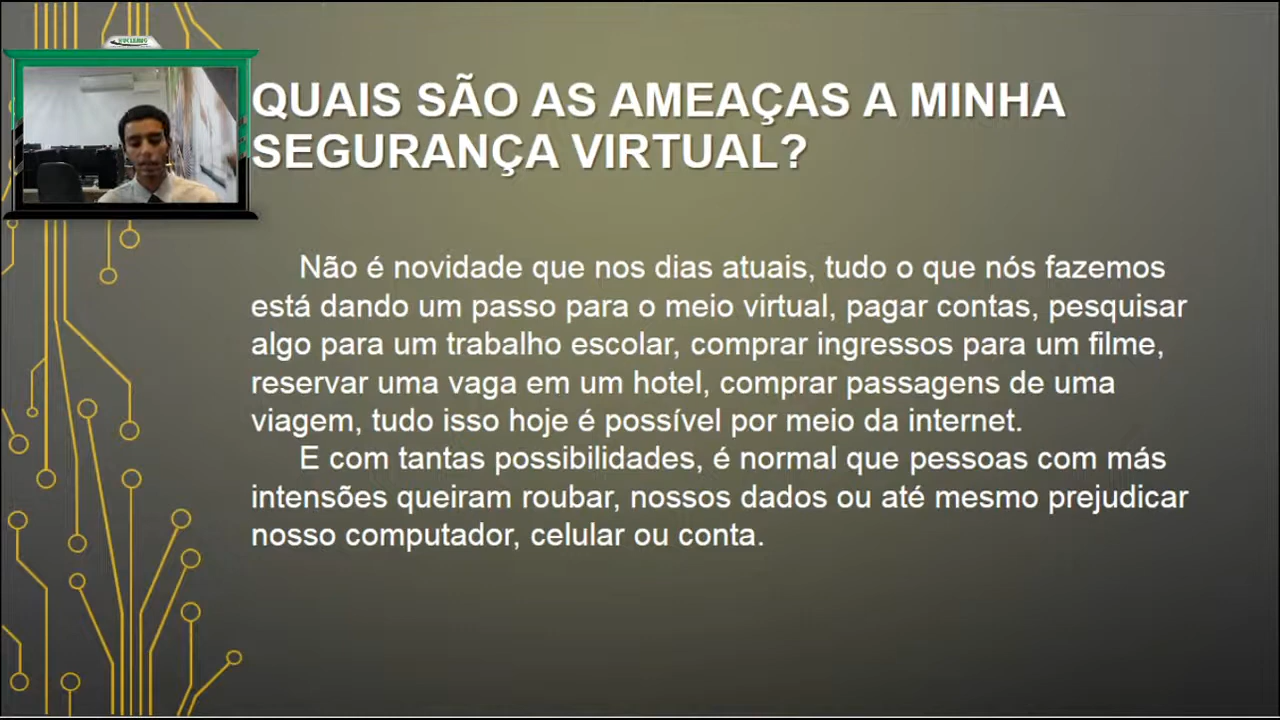 QUAIS SÃO AS AMEAÇAS A MINHA
SEGURANÇA VIRTUAL?
Não é novidade que nos dias atuais, tudo o que nós fazemos
está dando um passo para o meio virtual, pagar contas, pesquisar
algo para um trabalho escolar, comprar ingressos para um filme,
reservar uma vaga em um hotel, comprar passagens de uma
viagem, tudo isso hoje é possível por meio da internet.
E com tantas possibilidades, é normal que pessoas com más
intensões queiram roubar, nossos dados ou até mesmo prejudicar
nosso computador, celular ou conta.